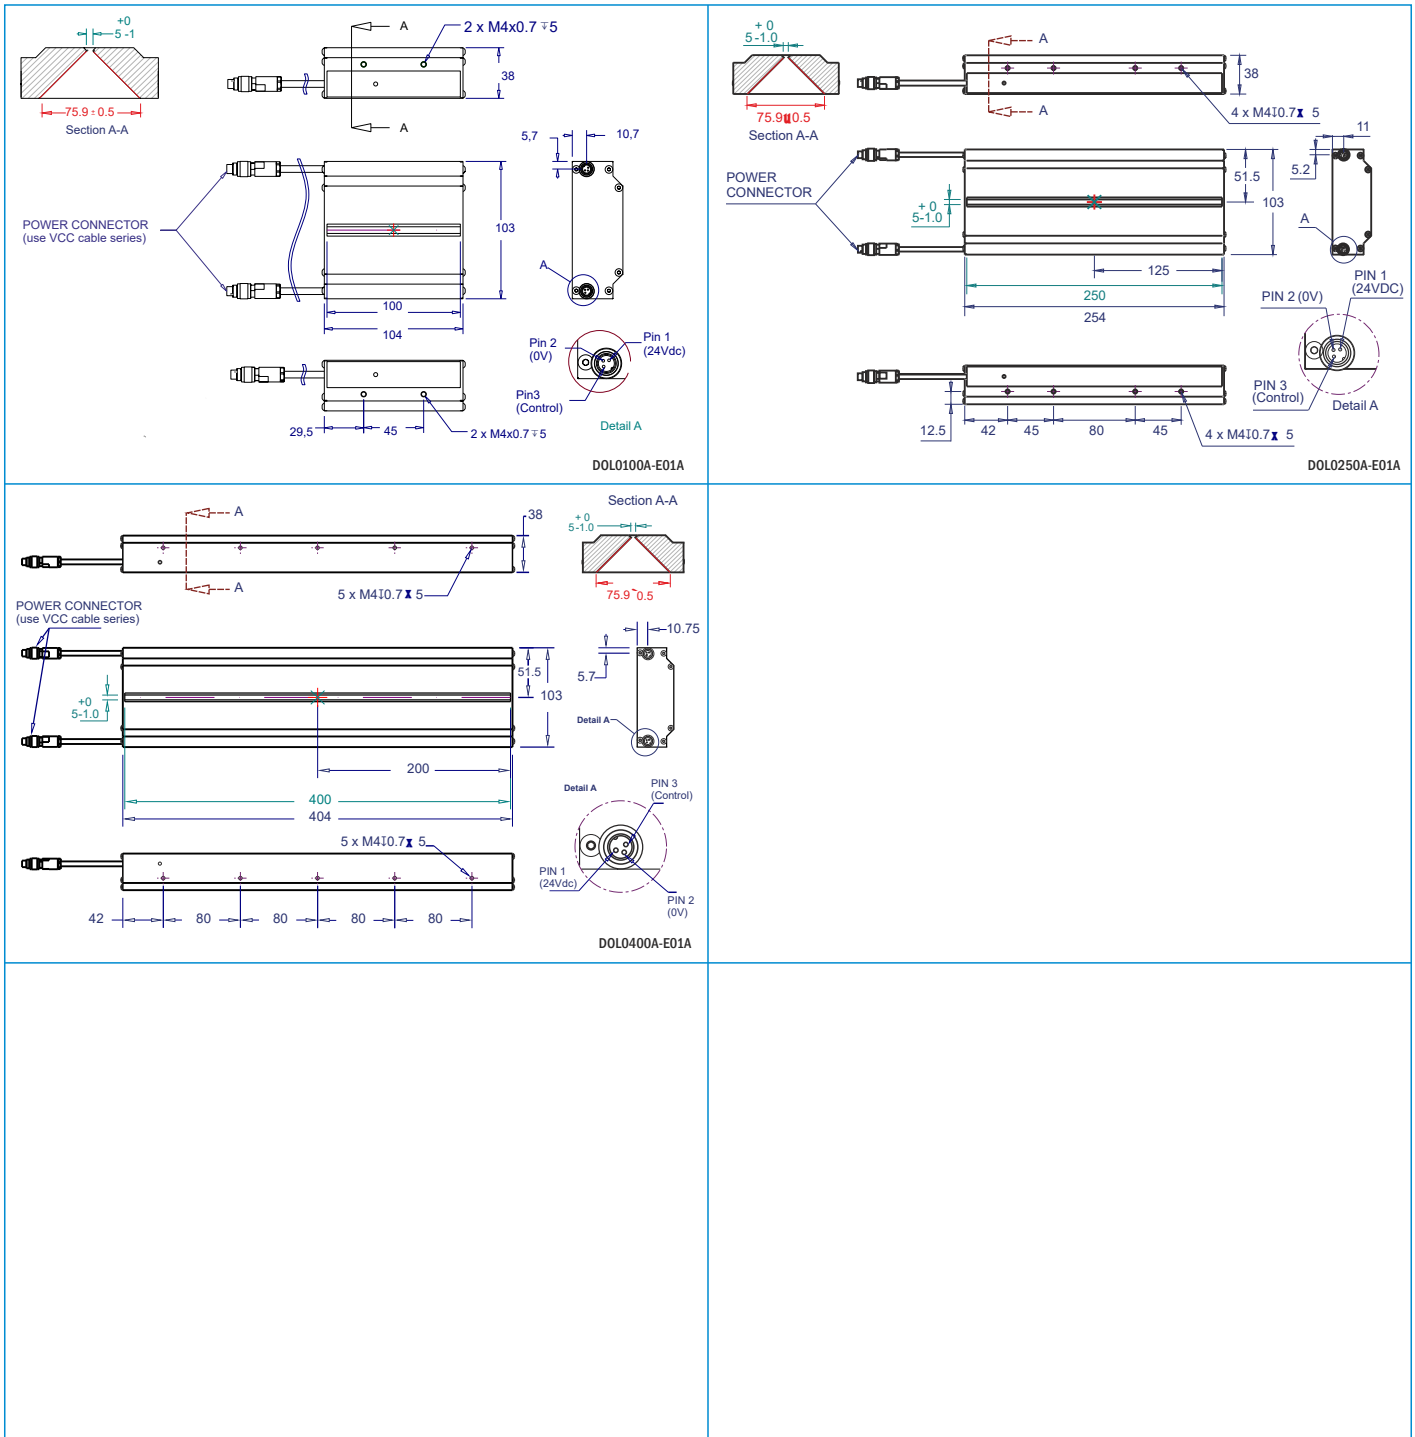 +0
5 -1
75.9 ± 0.5
Section A-A
A
2 x M4x0.7 ↧5
38
A
5,7
10,7
POWER CONNECTOR
(use VCC cable series)
103
A
100
104
Pin 2
(0V)
Pin 1
(24Vdc)
Pin3
(Control)
29,5
45
2 x M4x0.7 ↧5
Detail A
DOL0100A-E01A
+ 0
5 -1.0
75.9 0.5
Section A-A
A
38
A
4 x M4 0.7 5
11
POWER
CONNECTOR
5.2
51.5
103
+ 0
5-1.0
A
125
250
254
PIN 1
(24VDC)
PIN 2 (0V)
PIN 3
(Control)
Detail A
12.5
42
45
80
45
4 x M4 0.7 5
DOL0250A-E01A
Section A-A
A
38
+ 0
5-1.0
A
5 x M4 0.7 5
75.9 0.5
POWER CONNECTOR
(use VCC cable series)
10.75
5.7
51.5
103
+0
5-1.0
Detail A
200
400
404
Detail A
PIN 3
(Control)
5 x M4 0.7 5
PIN 1
(24Vdc)
PIN 2
(0V)
42
80
80
80
80
DOL0400A-E01A